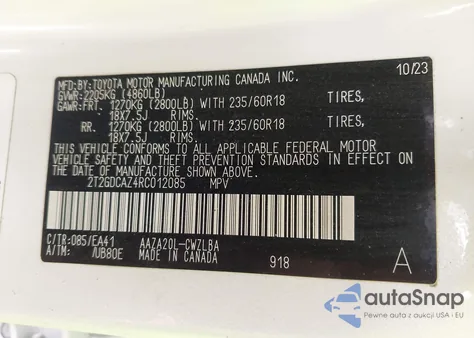 MFD.BY:TOYOTA MOTOR MANUFACTURING CANADA INC. 10/23
GVWR:2205KG (4860LB)
GAWR:FRT. 1270KG (2800LB) WITH 235/60R18 TIRES,
18X7.5J RIMS.
RR. 1270KG (2800LB) WITH 235/60R18 TIRES,
18X7.5J RIMS.
THIS VEHICLE CONFORMS TO ALL APPLICABLE FEDERAL MOTOR
VEHICLE SAFETY AND THEFT PREVENTION STANDARDS IN EFFECT
ON THE DATE OF MANUFACTURE SHOWN ABOVE.
2T2GDCAZ4RC012085 MPV
C/TR:085/EA41 AAZA20L-CWZLBA
A/TM: /UB80E MADE IN CANADA 918 A
autoSnap
Pewne auta z aukcji USA i EU